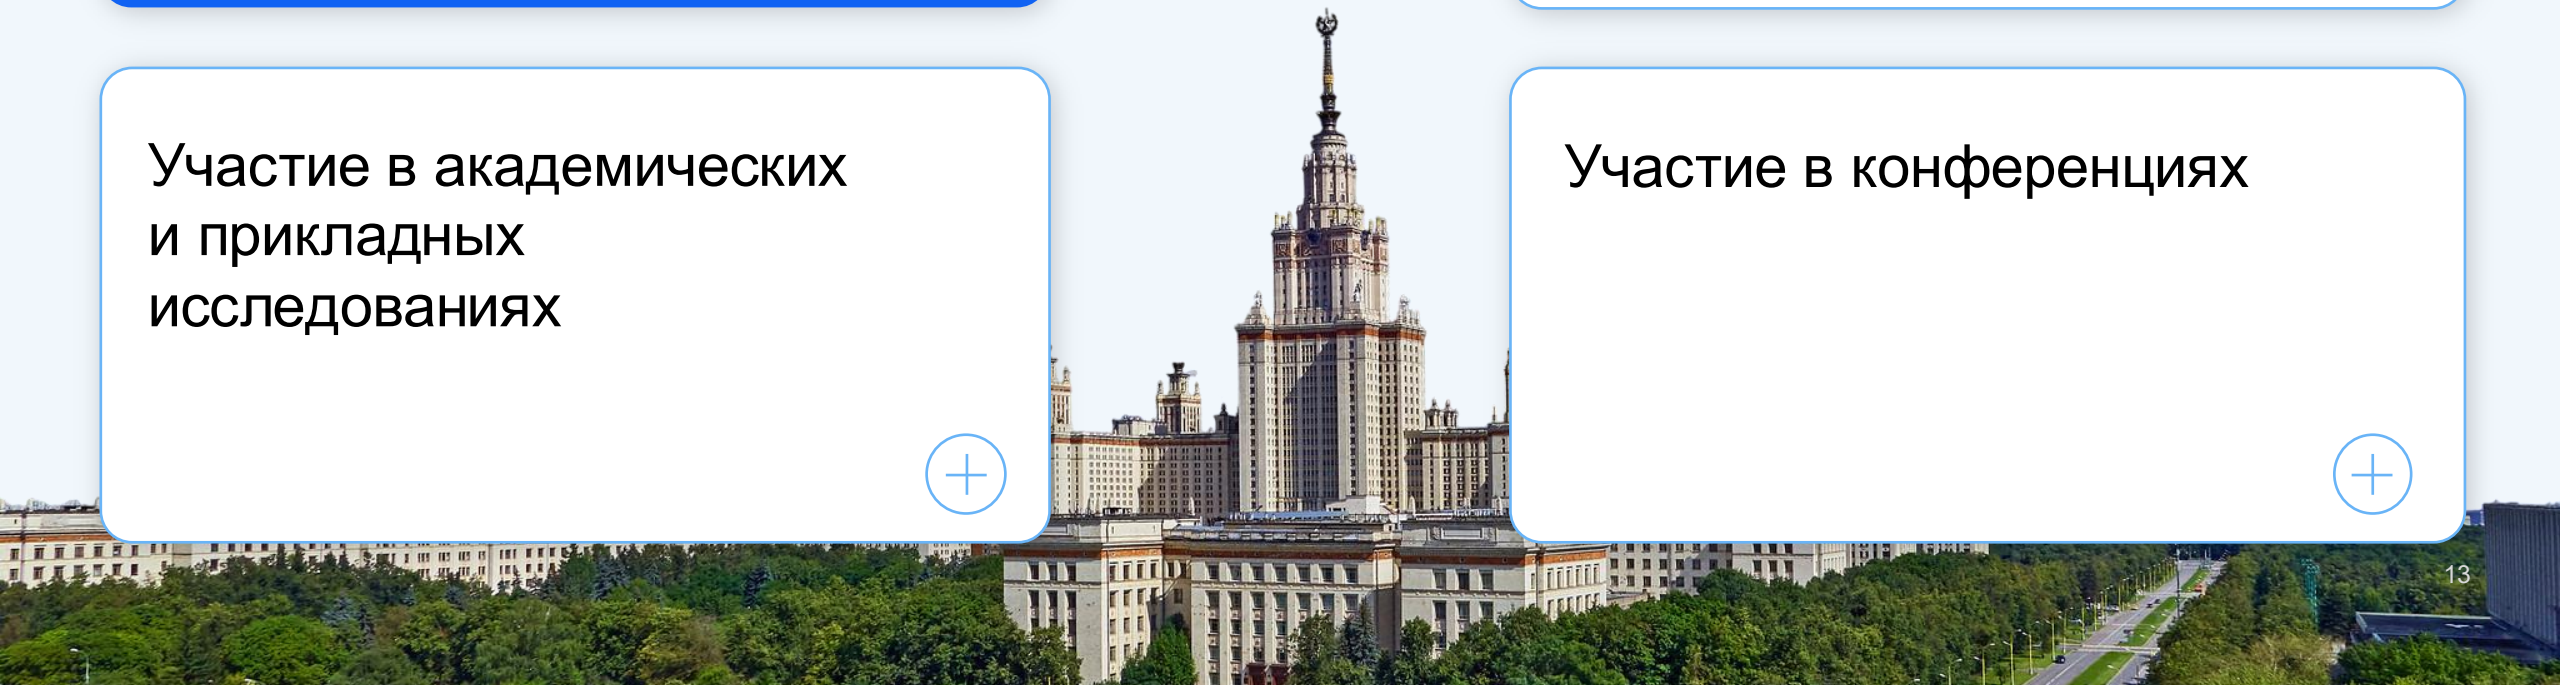 Участие в академических
и прикладных
исследованиях
Участие в конференциях
13